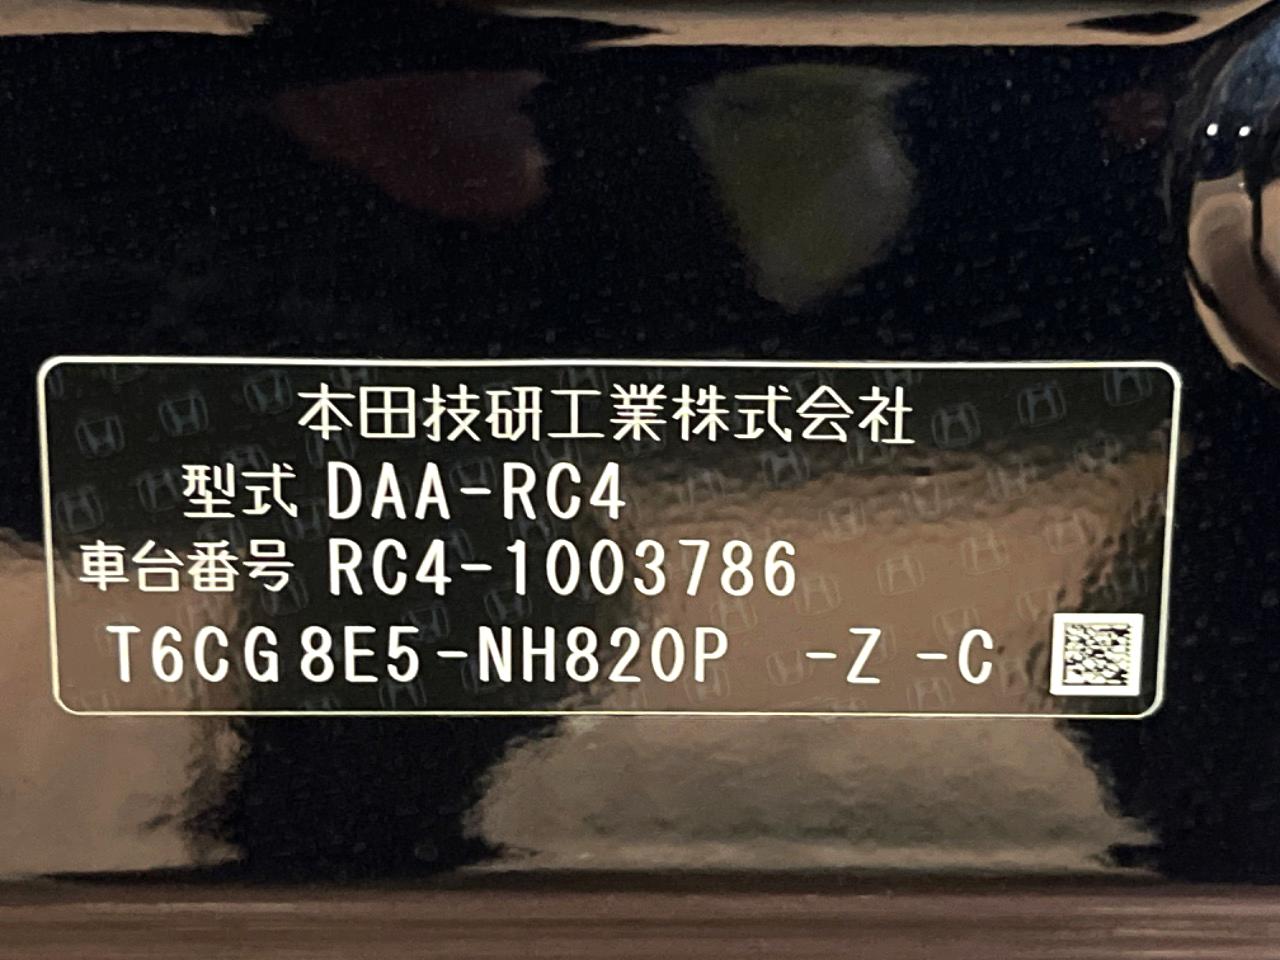 本田技研工業株式会社
型式 DAA-RC4
車台番号 RC4-1003786
T6CG8E5-NH820P -Z -C